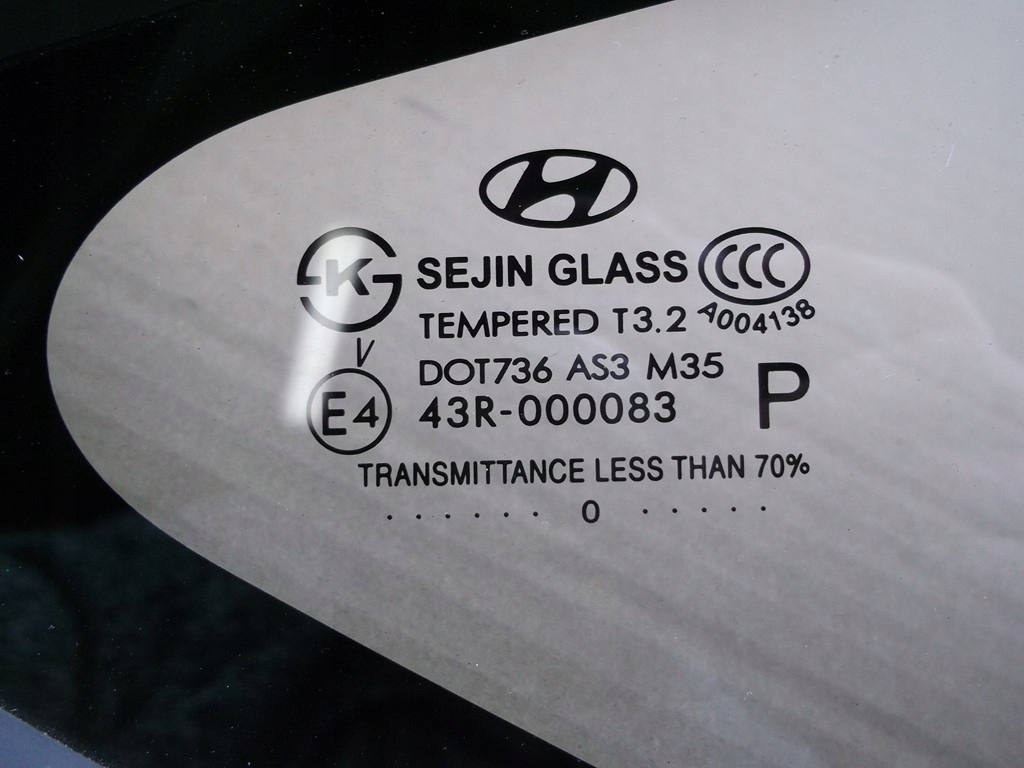 K SEJIN GLASS CCC
TEMPERED T3.2 A004138
V
DOT736 AS3 M35
E4 43R-000083 P
TRANSMITTANCE LESS THAN 70%
. . . . . . 0 . . . . .